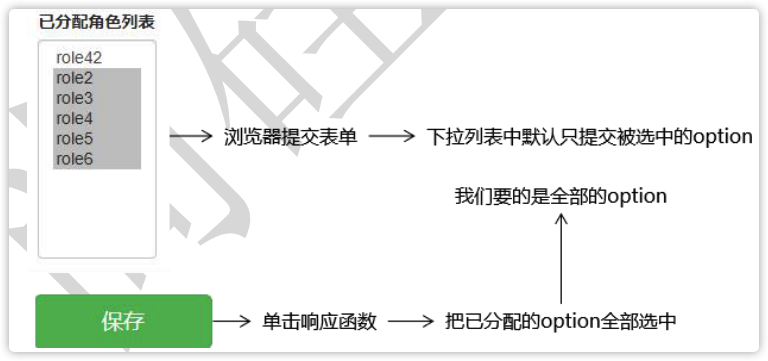 已分配角色列表
role42
role2
role3
role4
role5
role6
浏览器提交表单
下拉列表中默认只提交被选中的option
我们要的是全部的option
保存
单击响应函数
把已分配的option全部选中